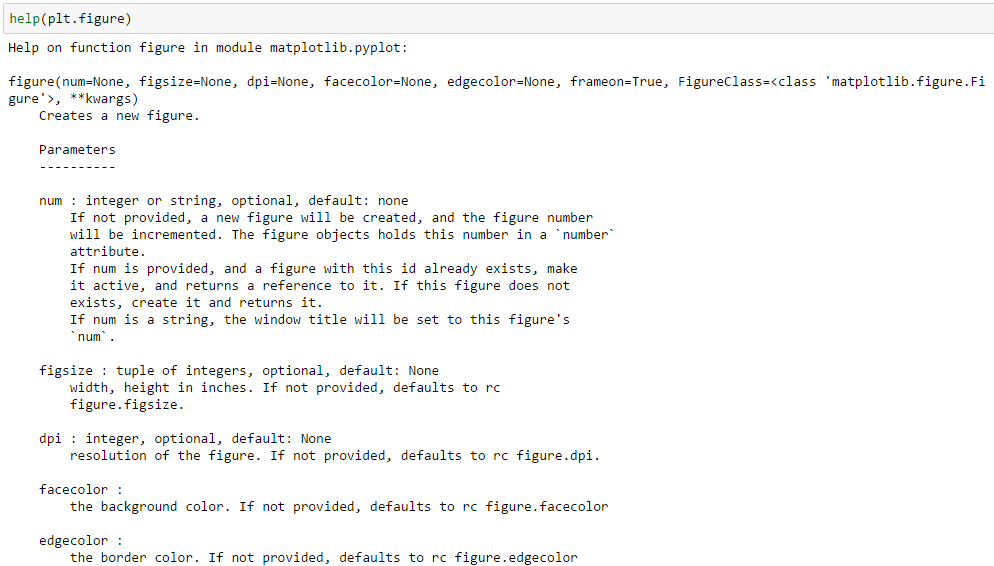 help(plt.figure)
Help on function figure in module matplotlib.pyplot:
figure(num=None, figsize=None, dpi=None, facecolor=None, edgecolor=None, frameon=True, FigureClass=<class 'matplotlib.figure.Fi
gure'>, **kwargs)
Creates a new figure.
Parameters
----------
num : integer or string, optional, default: none
If not provided, a new figure will be created, and the figure number
will be incremented. The figure objects holds this number in a `number`
attribute.
If num is provided, and a figure with this id already exists, make
it active, and returns a reference to it. If this figure does not
exists, create it and returns it.
If num is a string, the window title will be set to this figure's
`num`.
figsize : tuple of integers, optional, default: None
width, height in inches. If not provided, defaults to rc
figure.figsize.
dpi : integer, optional, default: None
resolution of the figure. If not provided, defaults to rc figure.dpi.
facecolor :
the background color. If not provided, defaults to rc figure.facecolor
edgecolor :
the border color. If not provided, defaults to rc figure.edgecolor